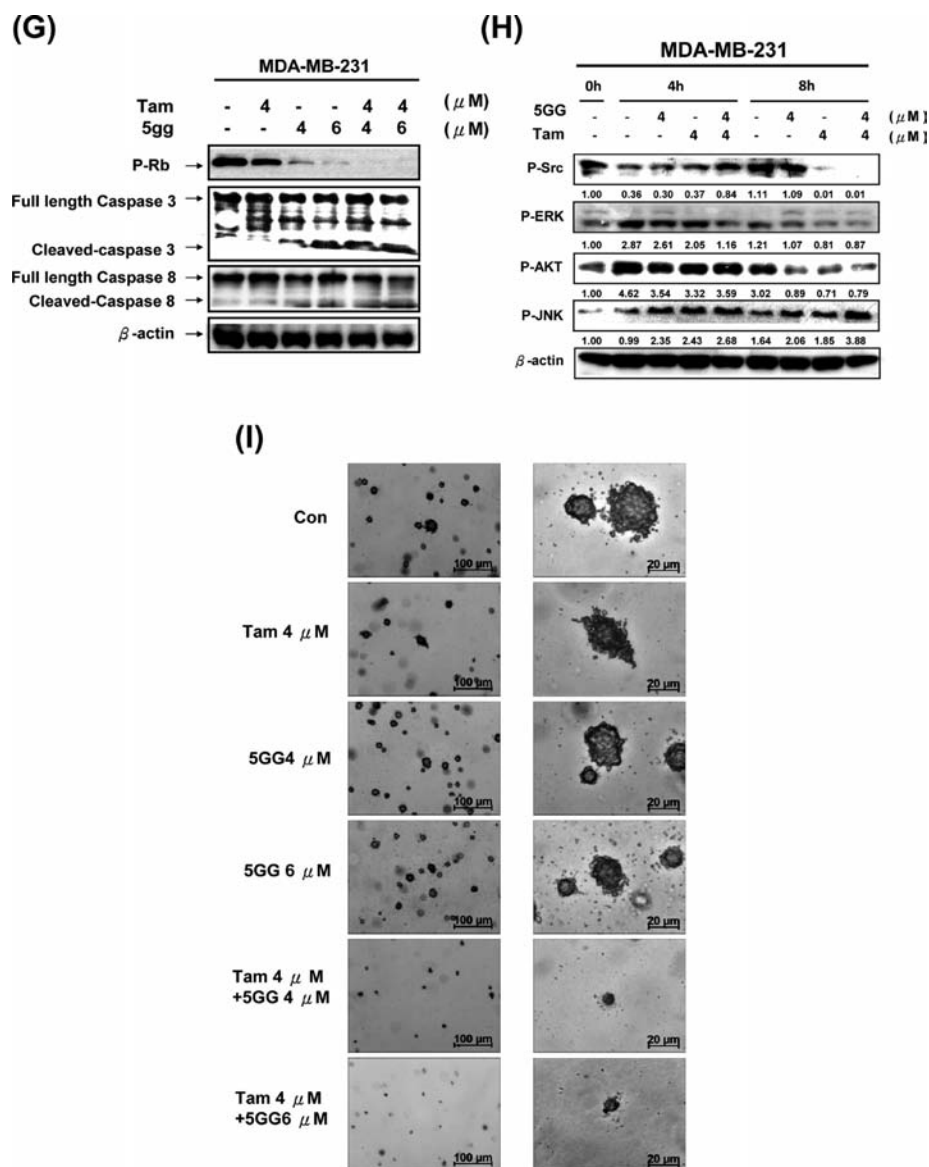 (G)
MDA-MB-231
Tam - 4 - - 4 4 (μM)
5gg - - 4 6 4 6 (μM)
P-Rb
Full length Caspase 3
Cleaved-caspase 3
Full length Caspase 8
Cleaved-Caspase 8
β-actin
(H)
MDA-MB-231
0h 4h 8h
5GG - - 4 - 4 - 4 - 4 (μM)
Tam - - - 4 4 - - 4 4 (μM)
P-Src
1.00 0.36 0.30 0.37 0.84 1.11 1.09 0.01 0.01
P-ERK
1.00 2.87 2.61 2.05 1.16 1.21 1.07 0.81 0.87
P-AKT
1.00 4.62 3.54 3.32 3.59 3.02 0.89 0.71 0.79
P-JNK
1.00 0.99 2.35 2.43 2.68 1.64 2.06 1.85 3.88
β-actin
(I)
Con
100 μm
20 μm
Tam 4 μM
100 μm
20 μm
5GG4 μM
100 μm
20 μm
5GG 6 μM
100 μm
20 μm
Tam 4 μM
+5GG 4 μM
100 μm
20 μm
Tam 4 μM
+5GG6 μM
100 μm
20 μm